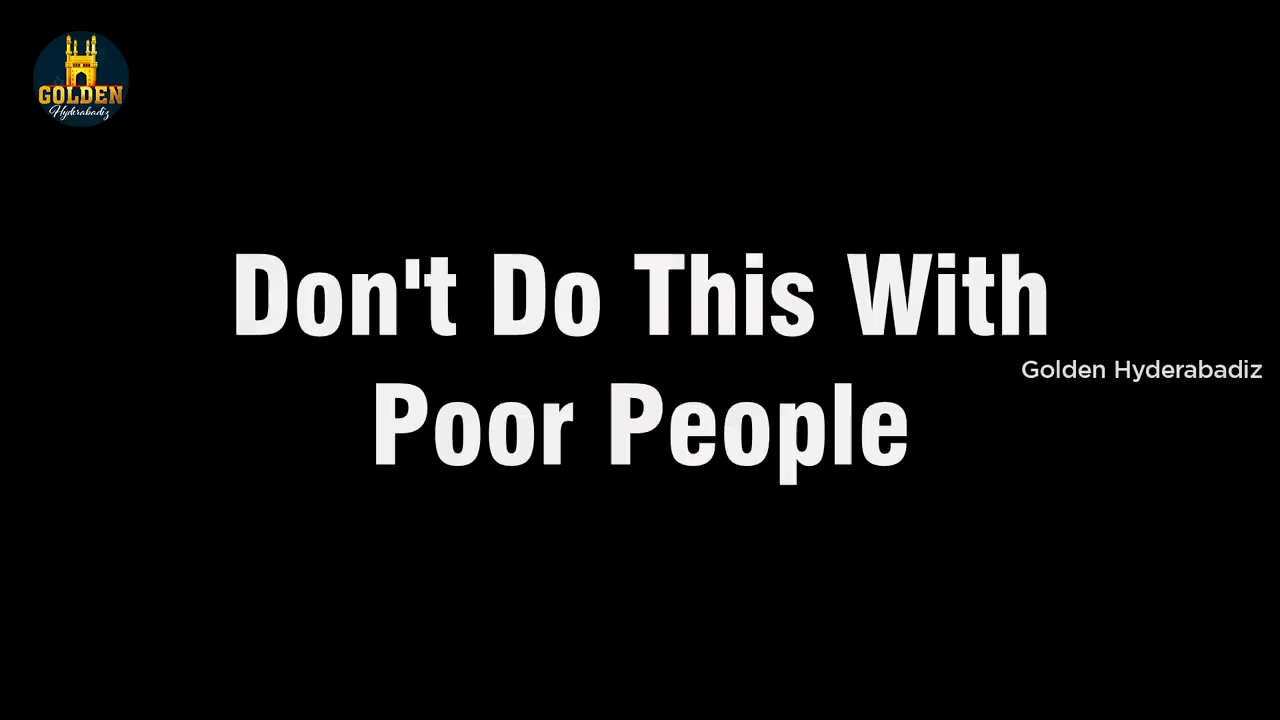 GOLDEN
Hyderabadiz
Don't Do This With
Golden Hyderabadiz
Poor People